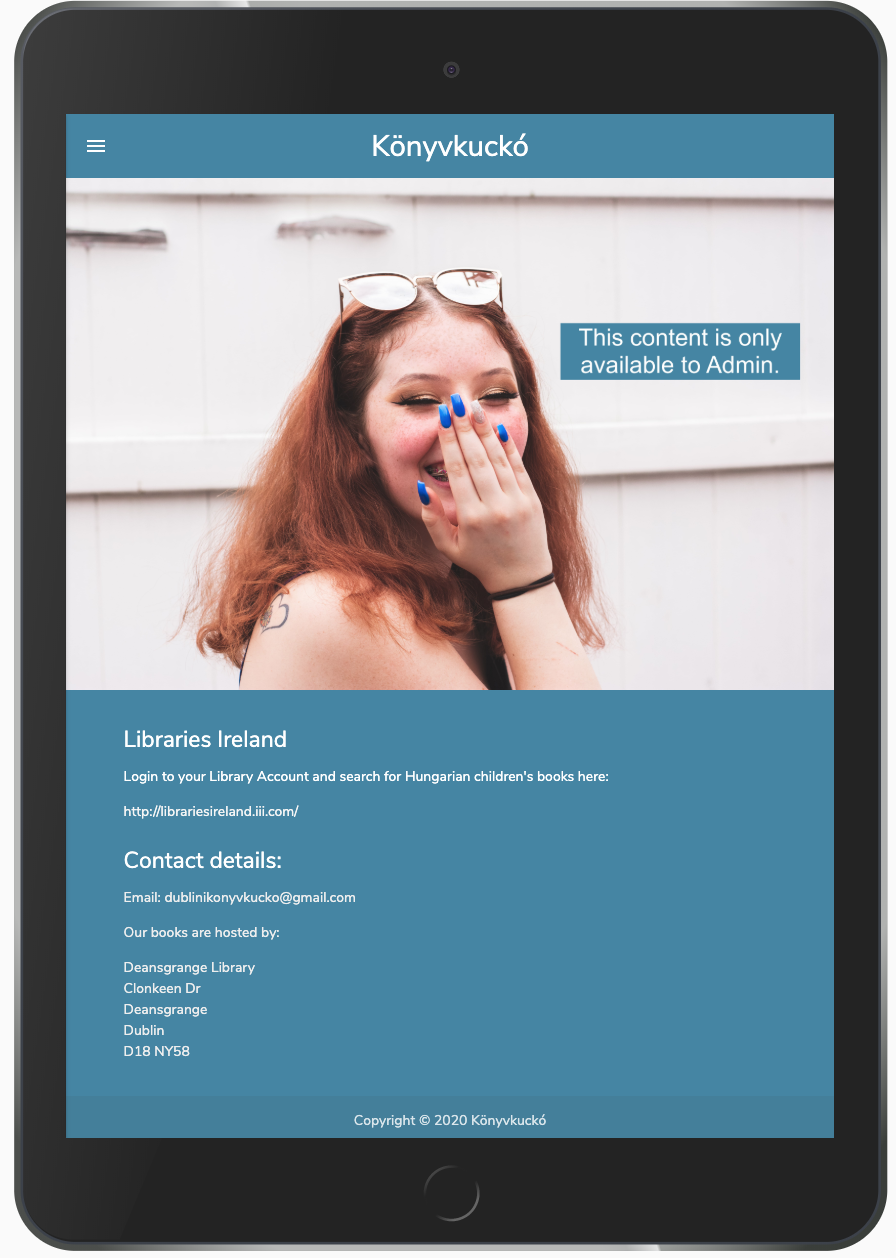 Könyvkuckó
This content is only
available to Admin.
Libraries Ireland
Login to your Library Account and search for Hungarian children's books here:
http://librariesireland.iii.com/
Contact details:
Email: dublinikonyvkucko@gmail.com
Our books are hosted by:
Deansgrange Library
Clonkeen Dr
Deansgrange
Dublin
D18 NY58
Copyright © 2020 Könyvkuckó